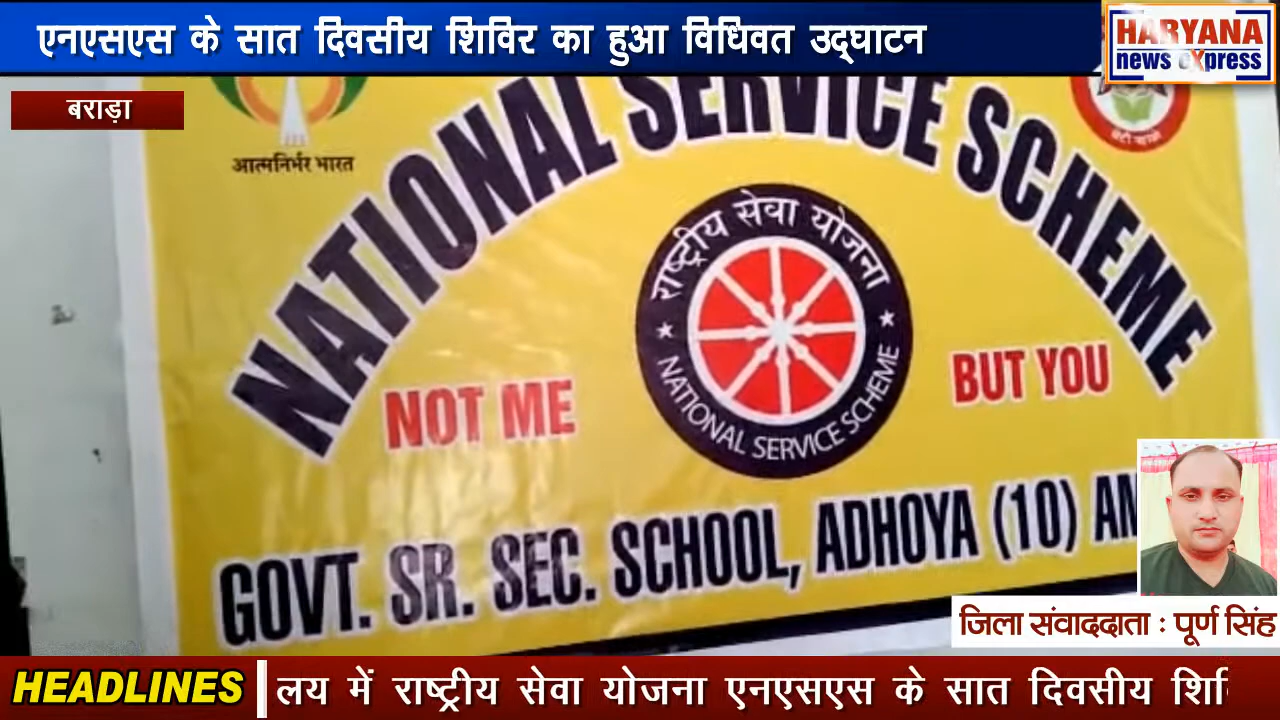 एनएसएस के सात दिवसीय शिविर का हुआ विधिवत उद्घाटन
HARYANA
news eXpress
बराड़ा
आत्मनिर्भर भारत
NATIONAL SERVICE SCHEME
राष्ट्रीय सेवा योजना
NATIONAL SERVICE SCHEME
NOT ME
BUT YOU
GOVT. SR. SEC. SCHOOL, ADHOYA (10)
जिला संवाददाता : पूर्ण सिंह
HEADLINES
लय में राष्ट्रीय सेवा योजना एनएसएस के सात दिवसीय